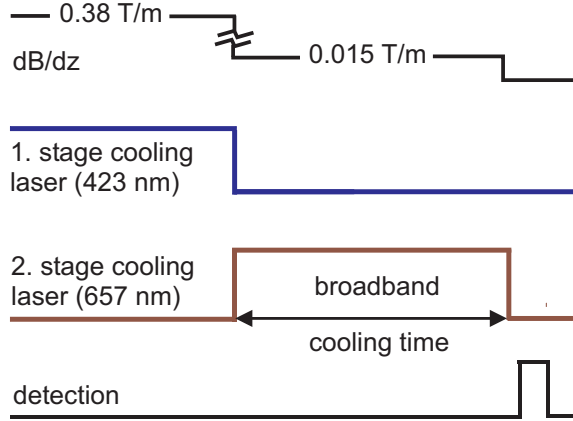 0.38 T/m
dB/dz
0.015 T/m
1. stage cooling
laser (423 nm)
2. stage cooling
laser (657 nm)
broadband
cooling time
detection